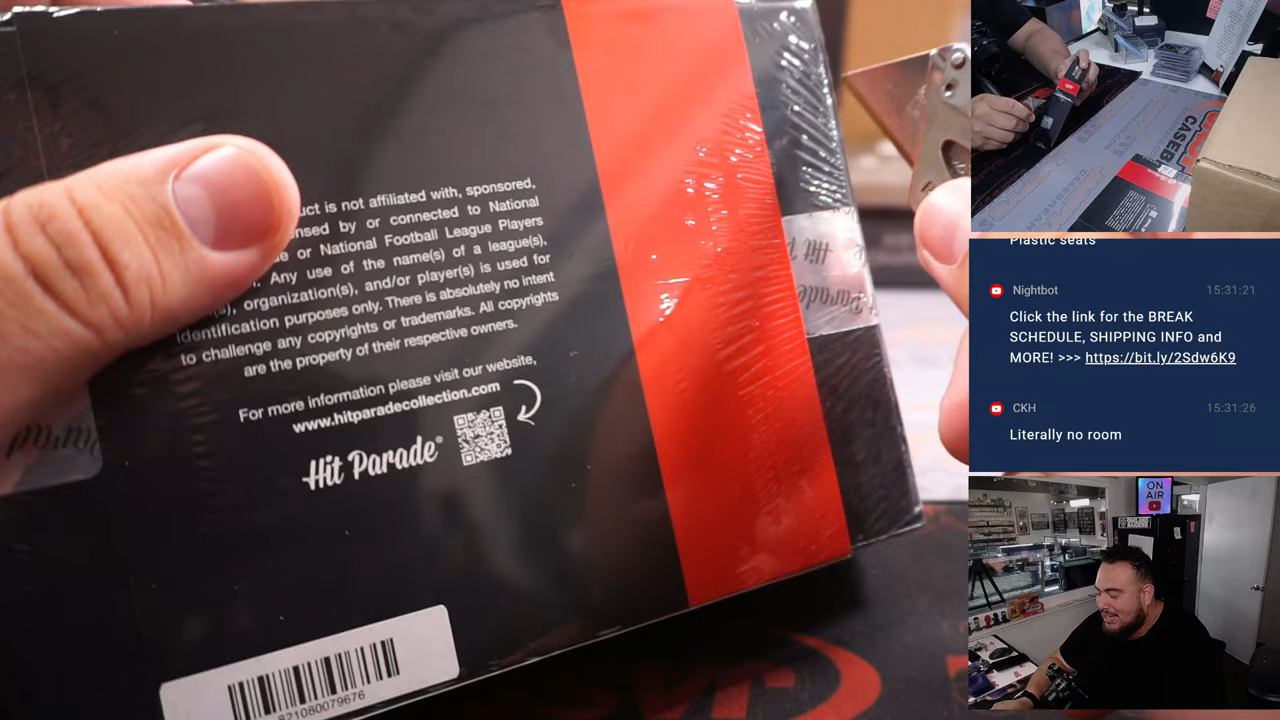 uct is not affiliated with, sponsored,
nsed by or connected to National
e or National Football League Players
. Any use of the name(s) of a league(s),
(s), organization(s), and/or player(s) is used for
identification purposes only. There is absolutely no intent
to challenge any copyrights or trademarks. All copyrights
are the property of their respective owners.
For more information please visit our website,
www.hitparadecollection.com
Hit Parade®
821080079676
Hit P
Parade
CASEB
Plastic seats
Nightbot 15:31:21
Click the link for the BREAK
SCHEDULE, SHIPPING INFO and
MORE! >>> https://bit.ly/2Sdw6K9
CKH 15:31:26
Literally no room
ON
AIR